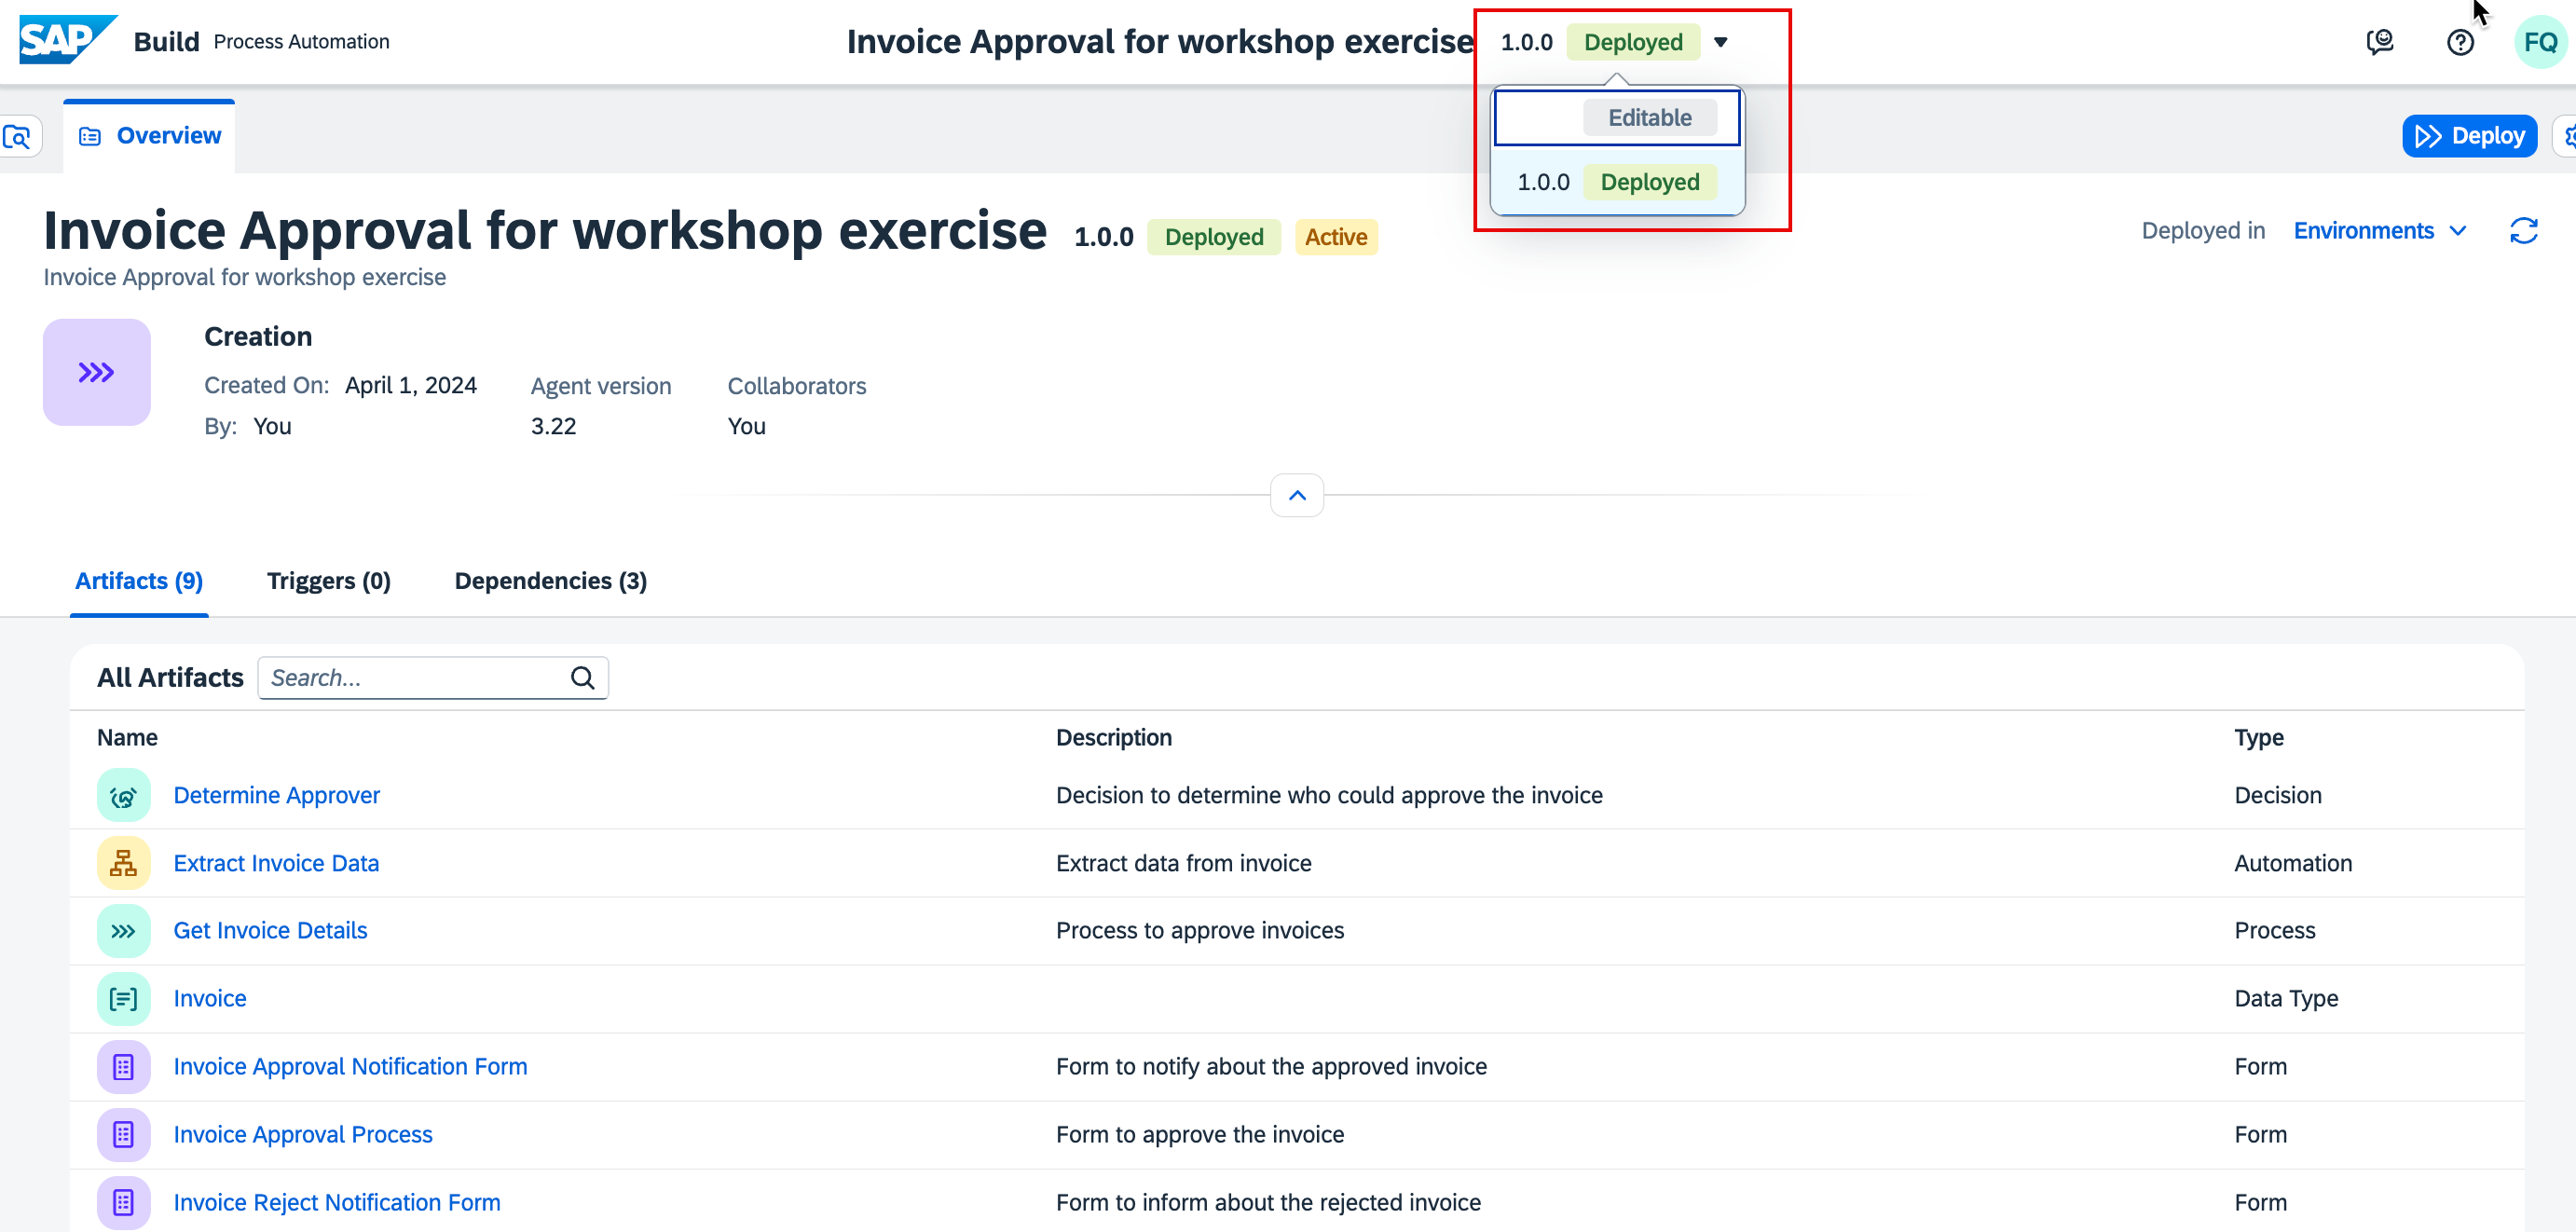 SAP Build Process Automation
Invoice Approval for workshop exercise 1.0.0 Deployed
Editable
1.0.0 Deployed
FQ
Overview
Deploy
Invoice Approval for workshop exercise 1.0.0 Deployed Active
Deployed in Environments
Invoice Approval for workshop exercise
Creation
Created On: April 1, 2024 Agent version Collaborators
By: You 3.22 You
Artifacts (9) Triggers (0) Dependencies (3)
All Artifacts Search...
Name Description Type
Determine Approver Decision to determine who could approve the invoice Decision
Extract Invoice Data Extract data from invoice Automation
Get Invoice Details Process to approve invoices Process
Invoice Data Type
Invoice Approval Notification Form Form to notify about the approved invoice Form
Invoice Approval Process Form to approve the invoice Form
Invoice Reject Notification Form Form to inform about the rejected invoice Form